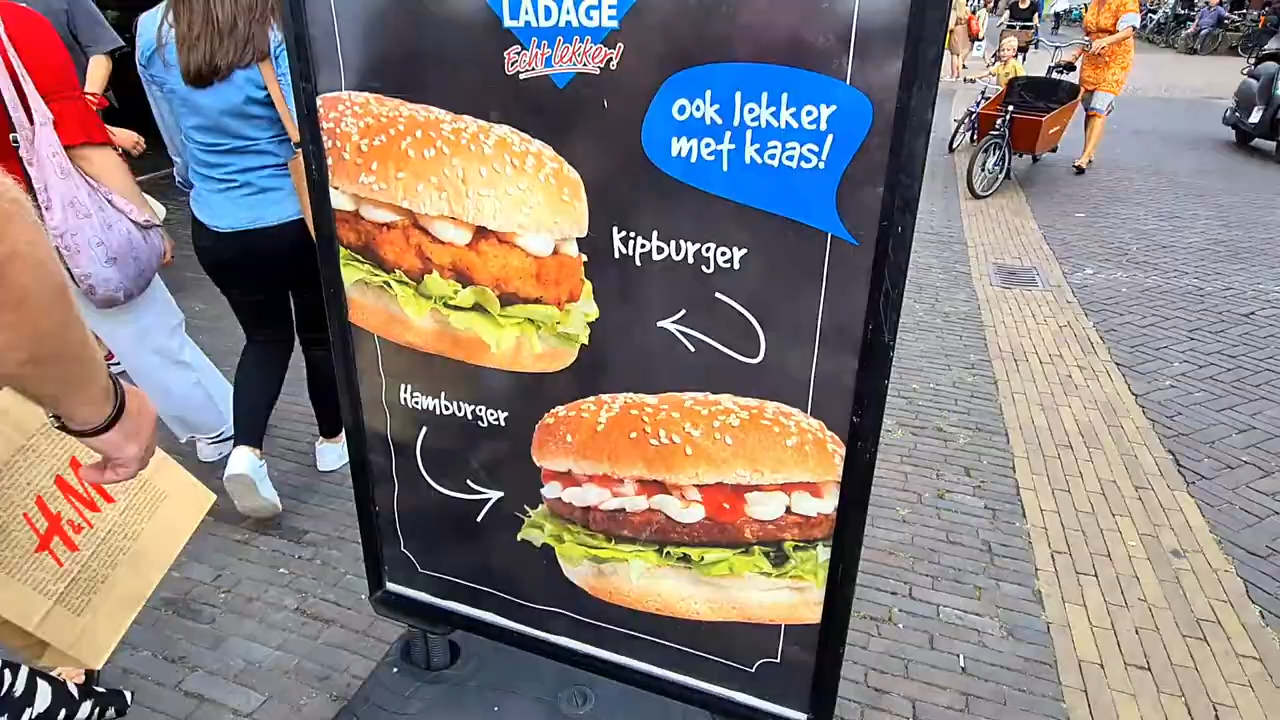 LADAGE
Echt lekker!
ook lekker
met kaas!
Kipburger
Hamburger
H&M